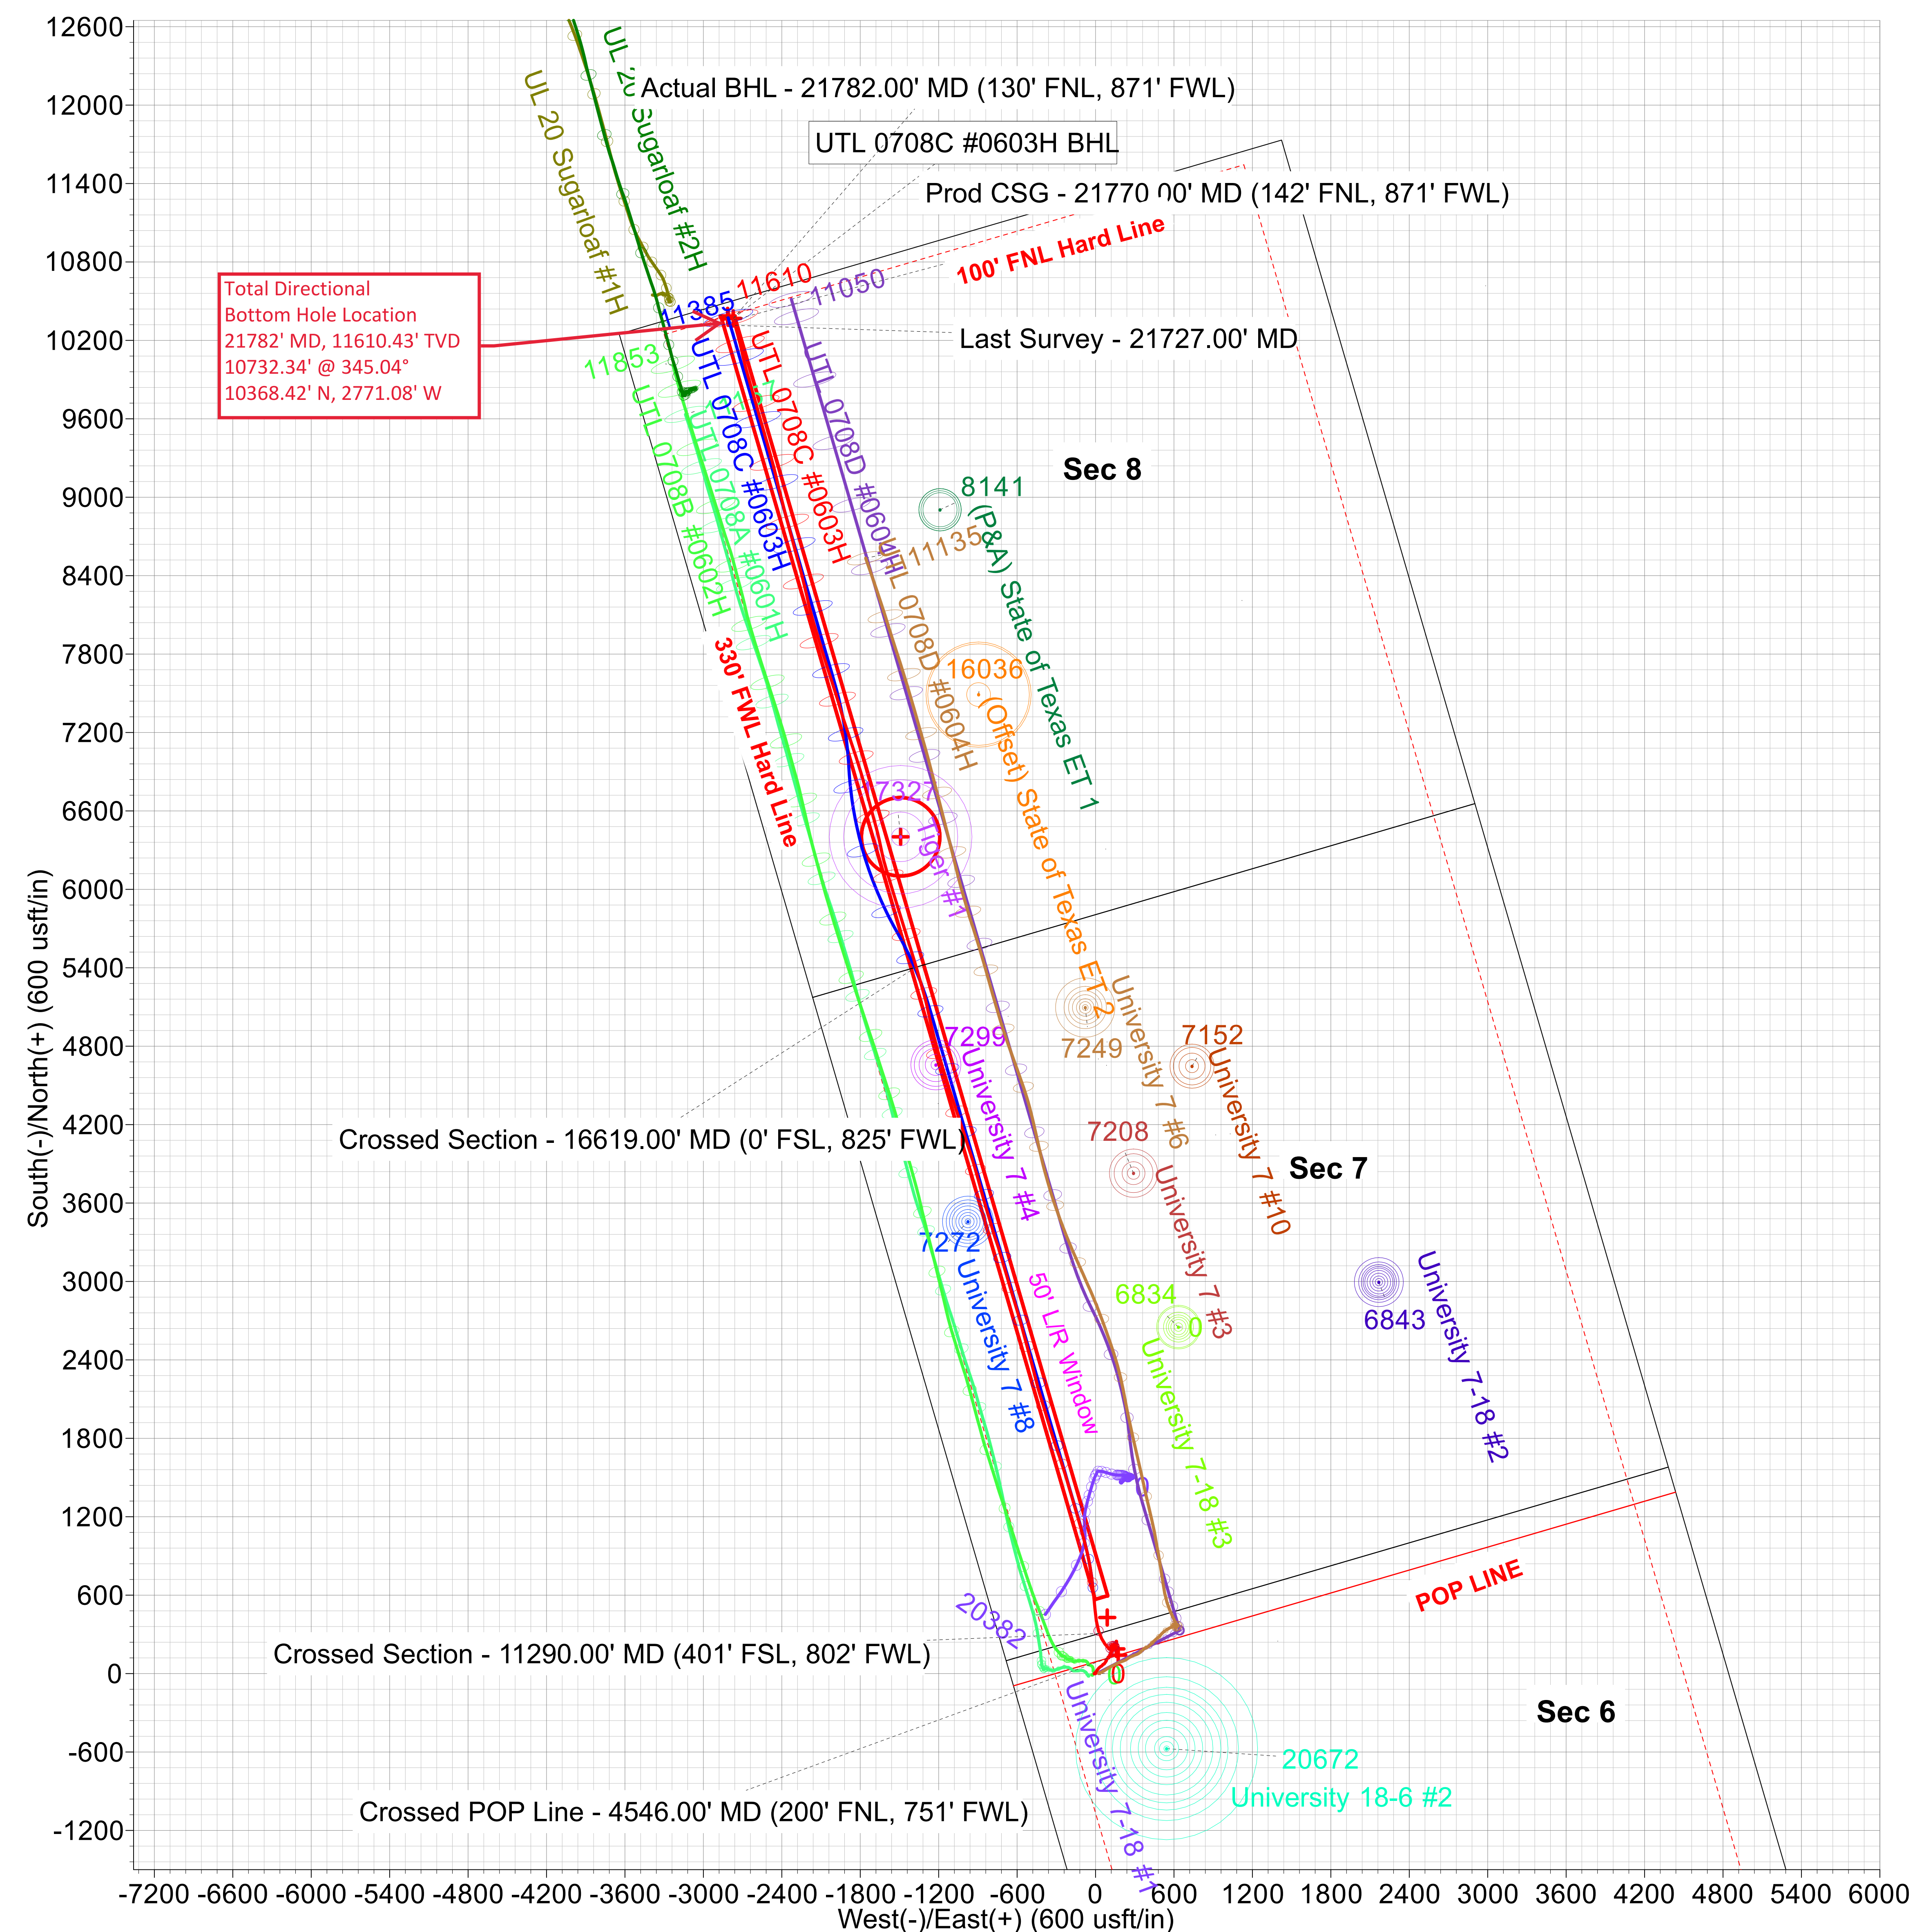 12600
12000
11400
10800
10200
9600
9000
8400
7800
7200
6600
6000
5400
4800
4200
3600
3000
2400
1800
1200
600
0
-600
-1200
South(-)/North(+) (600 usft/in)
UL 20 Sugarloaf #1H
UL 20 Sugarloaf #2H
Actual BHL - 21782.00' MD (130' FNL, 871' FWL)
UTL 0708C #0603H BHL
Prod CSG - 21770.00' MD (142' FNL, 871' FWL)
100' FNL Hard Line
Total Directional
Bottom Hole Location
21782' MD, 11610.43' TVD
10732.34' @ 345.04°
10368.42' N, 2771.08' W
11385
11610
11050
Last Survey - 21727.00' MD
11853
UTL 0708B #0602H
UTL 0708A #0601H
UTL 0708C #0603H
UTL 0708C #0603H
UTL 0708D #0604H
Sec 8
8141
(P&A) State of Texas ET 1
11135
UTL 0708D #0604H
330' FWL Hard Line
16036
(Offset) State of Texas ET 2
17327
Tiger #1
7299
University 7 #4
7249
University 7 #6
7152
University 7 #10
Crossed Section - 16619.00' MD (0' FSL, 825' FWL)
7208
University 7 #3
Sec 7
7272
University 7 #8
50' L/R Window
6834
0
University 7-18 #3
6843
University 7-18 #2
0
20382
POP LINE
Crossed Section - 11290.00' MD (401' FSL, 802' FWL)
0
University 7-18 #1
Sec 6
20672
University 18-6 #2
Crossed POP Line - 4546.00' MD (200' FNL, 751' FWL)
-7200 -6600 -6000 -5400 -4800 -4200 -3600 -3000 -2400 -1800 -1200 -600 0 600 1200 1800 2400 3000 3600 4200 4800 5400 6000
West(-)/East(+) (600 usft/in)